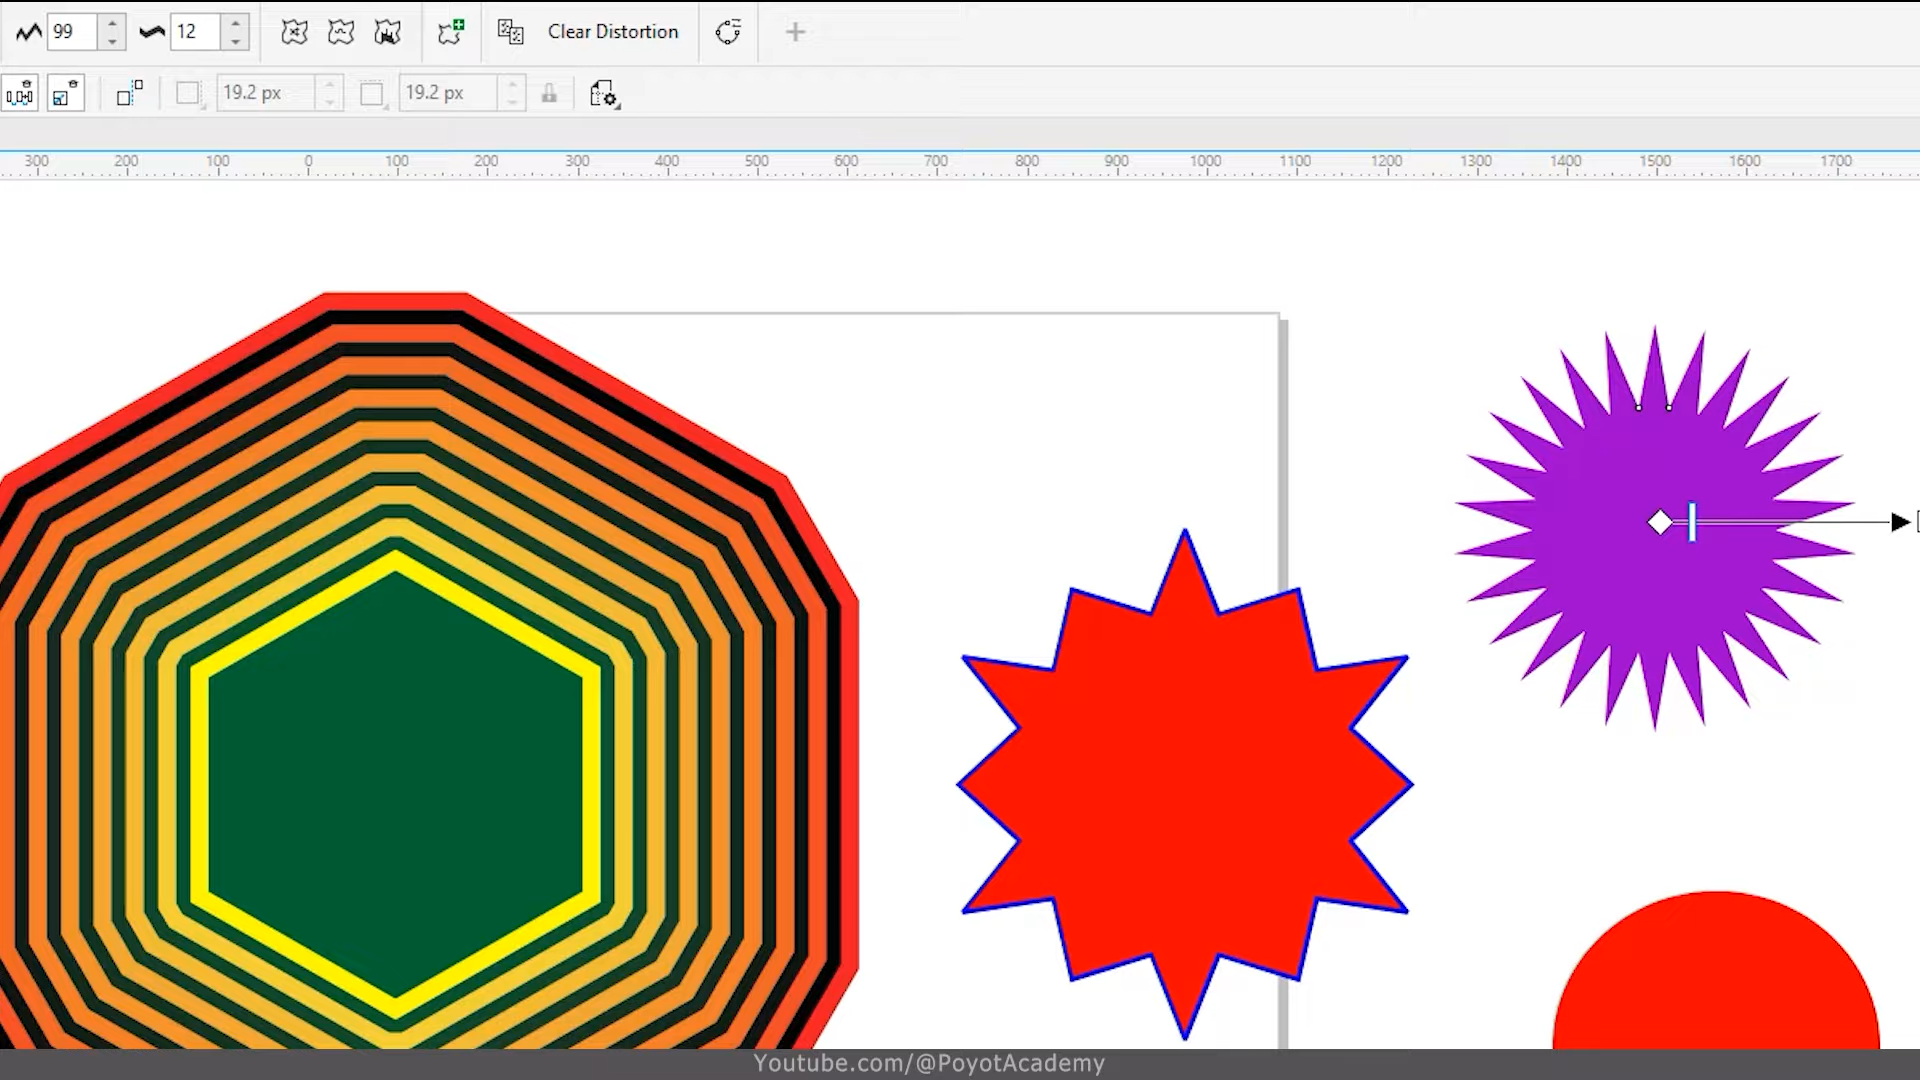 99 12 Clear Distortion
19.2 px 19.2 px
300 200 100 0 100 200 300 400 500 600 700 800 900 1000 1100 1200 1300 1400 1500 1600 1700
Youtube.com/@PoyotAcademy